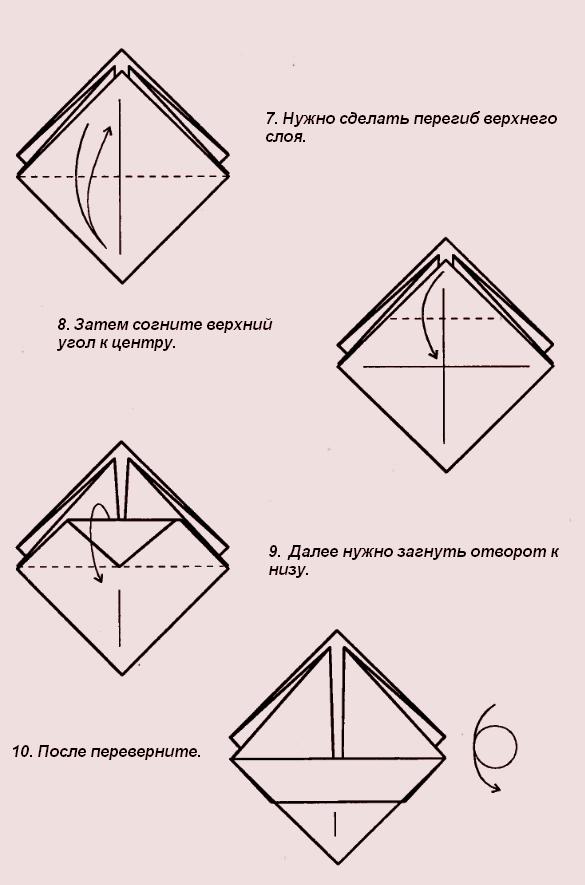 7. Нужно сделать перегиб верхнего
слоя.
8. Затем согните верхний
угол к центру.
9. Далее нужно загнуть отворот к
низу.
10. После переверните.